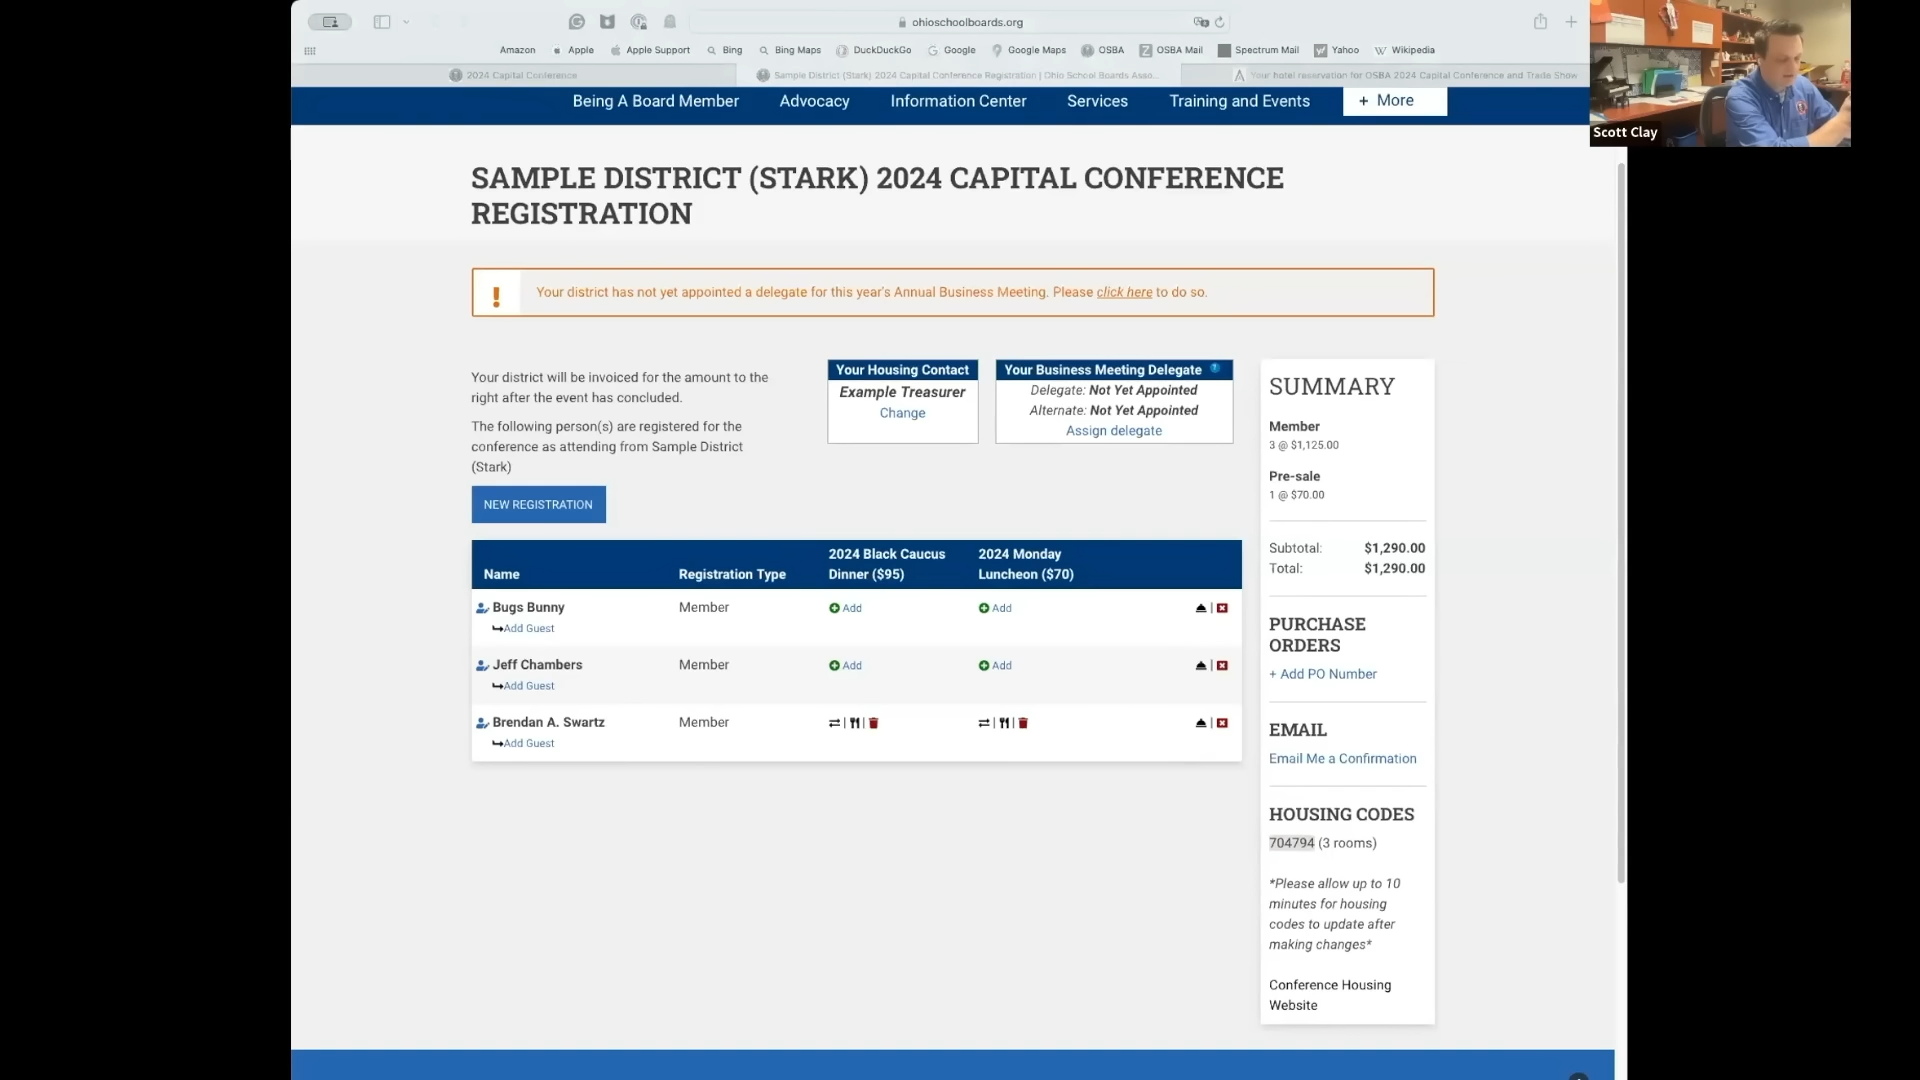 ohioschoolboards.org
Amazon Apple Apple Support Bing Bing Maps DuckDuckGo Google Google Maps OSBA OSBA Mail Spectrum Mail Yahoo Wikipedia
2024 Capital Conference
Sample District (Stark) 2024 Capital Conference Registration | Ohio School Boards Asso...
Your hotel reservation for OSBA 2024 Capital Conference and Trade Show
Being A Board Member Advocacy Information Center Services Training and Events + More
Scott Clay
SAMPLE DISTRICT (STARK) 2024 CAPITAL CONFERENCE
REGISTRATION
! Your district has not yet appointed a delegate for this year's Annual Business Meeting. Please click here to do so.
Your district will be invoiced for the amount to the
right after the event has concluded.
The following person(s) are registered for the
conference as attending from Sample District
(Stark)
NEW REGISTRATION
Your Housing Contact
Example Treasurer
Change
Your Business Meeting Delegate
Delegate: Not Yet Appointed
Alternate: Not Yet Appointed
Assign delegate
Name Registration Type 2024 Black Caucus Dinner ($95) 2024 Monday Luncheon ($70)
Bugs Bunny Member Add Add
Add Guest
Jeff Chambers Member Add Add
Add Guest
Brendan A. Swartz Member
Add Guest
SUMMARY
Member
3 @ $1,125.00
Pre-sale
1 @ $70.00
Subtotal: $1,290.00
Total: $1,290.00
PURCHASE
ORDERS
+ Add PO Number
EMAIL
Email Me a Confirmation
HOUSING CODES
704794 (3 rooms)
*Please allow up to 10
minutes for housing
codes to update after
making changes*
Conference Housing
Website